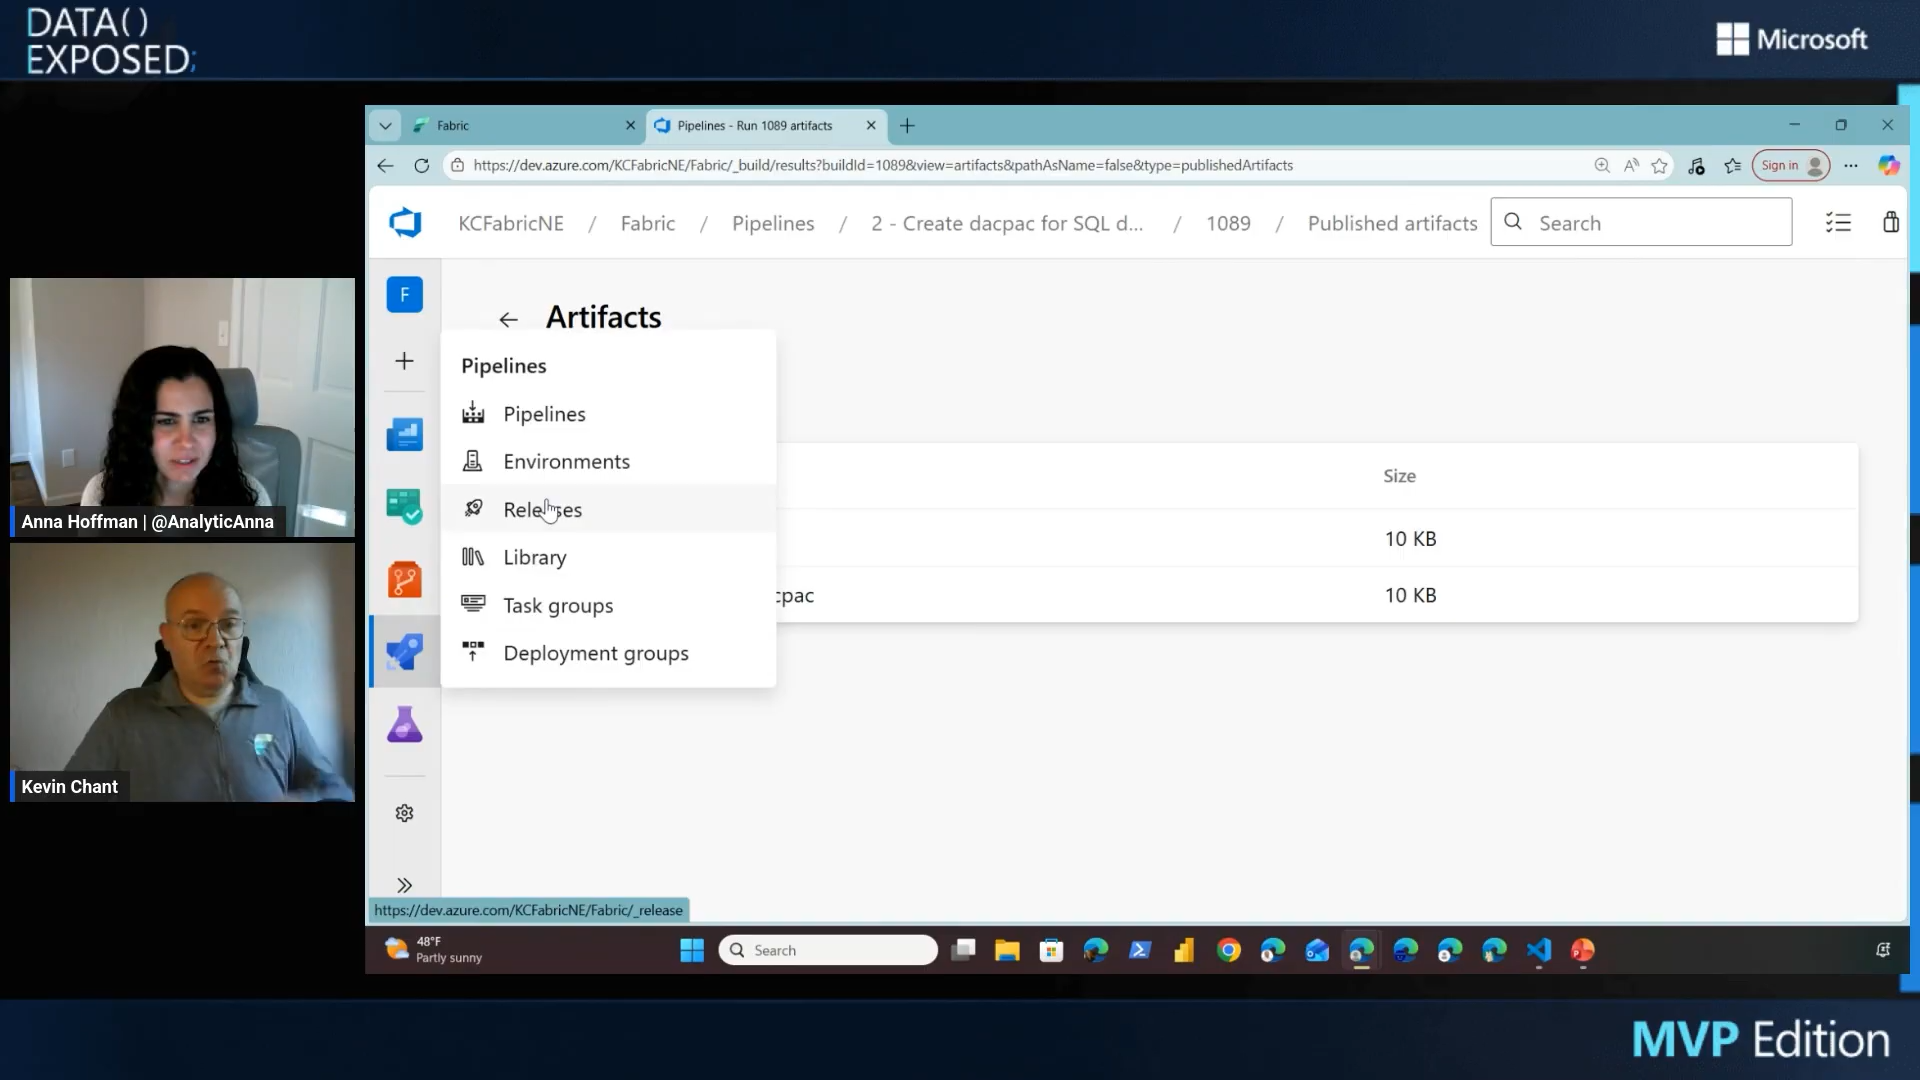 DATA()
EXPOSED;
Microsoft
Fabric
Pipelines - Run 1089 artifacts
https://dev.azure.com/KCFabricNE/Fabric/_build/results?buildId=1089&view=artifacts&pathAsName=false&type=publishedArtifacts
Sign in
KCFabricNE / Fabric / Pipelines / 2 - Create dacpac for SQL d... / 1089 / Published artifacts
Search
F
Artifacts
Pipelines
Pipelines
Environments
Releases
Library
Task groups
Deployment groups
Size
10 KB
cpac
10 KB
Anna Hoffman | @AnalyticAnna
Kevin Chant
https://dev.azure.com/KCFabricNE/Fabric/_release
48°F
Partly sunny
Search
MVP Edition